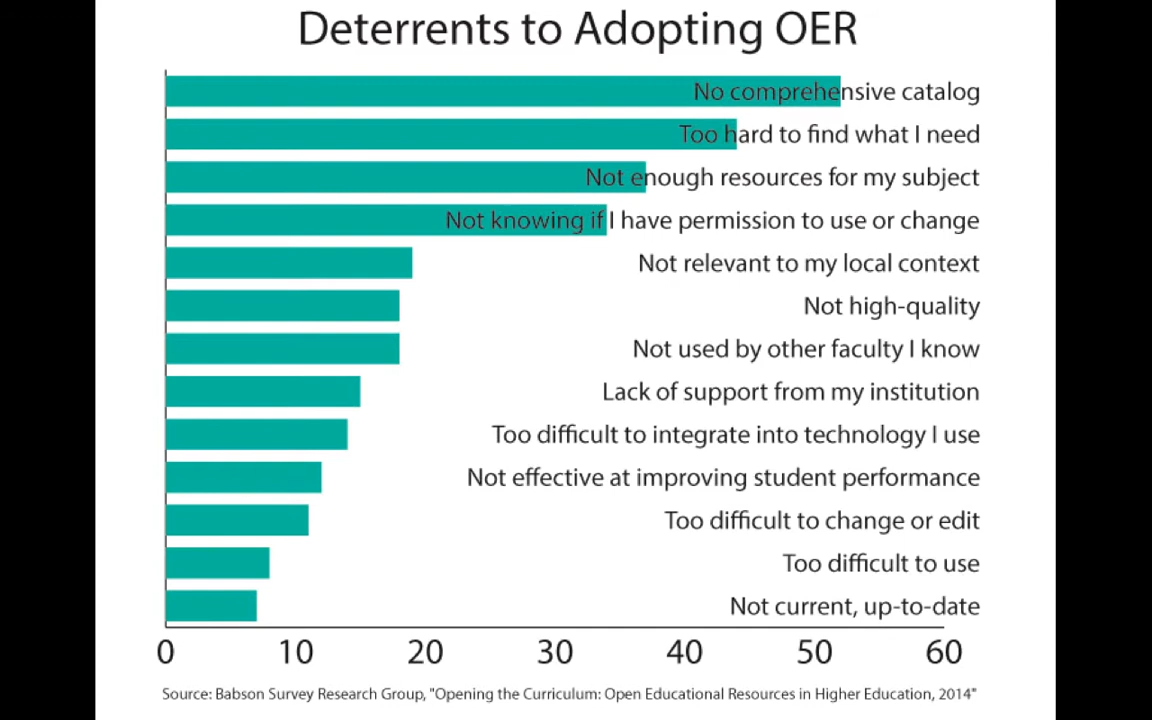 Deterrents to Adopting OER
No comprehensive catalog
Too hard to find what I need
Not enough resources for my subject
Not knowing if I have permission to use or change
Not relevant to my local context
Not high-quality
Not used by other faculty I know
Lack of support from my institution
Too difficult to integrate into technology I use
Not effective at improving student performance
Too difficult to change or edit
Too difficult to use
Not current, up-to-date
0 10 20 30 40 50 60
Source: Babson Survey Research Group, "Opening the Curriculum: Open Educational Resources in Higher Education, 2014"